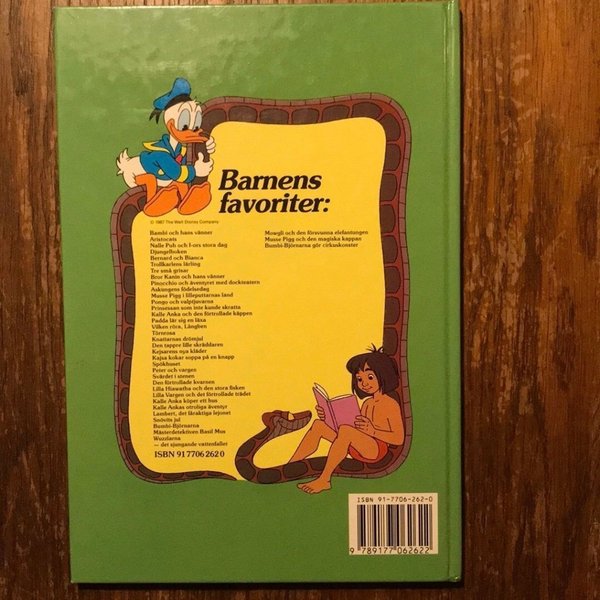 Barnens
favoriter:
© 1987 The Walt Disney Company
Bambi och hans vänner
Aristocats
Nalle Puh och I-ors stora dag
Djungelboken
Bernard och Bianca
Trollkarlens lärling
Tre små grisar
Bror Kanin och hans vänner
Pinocchio och äventyret med dockteatern
Askungens födelsedag
Musse Pigg i lilleputtarnas land
Pongo och valptjuvarna
Prinsessan som inte kunde skratta
Kalle Anka och den förtrollade käppen
Padda lär sig en läxa
Vilken röra, Långben
Törnrosa
Knattarnas drömjul
Den tappre lille skräddaren
Kejsarens nya kläder
Kajsa kokar soppa på en knapp
Spökhuset
Peter och vargen
Svärdet i stenen
Den förtrollade kvarnen
Lilla Hiawatha och den stora fisken
Lilla Vargen och det förtrollade trädet
Kalle Anka köper ett hus
Kalle Ankas otroliga äventyr
Lambert, det fåraktiga lejonet
Snövits jul
Bumbi-Björnarna
Mästerdetektiven Basil Mus
Wuzzlarna
— det sjungande vattenfallet
Mowgli och den försvunna elefantungen
Musse Pigg och den magiska kappan
Bumbi-Björnarna gör cirkuskonster
ISBN 91 7706 262 0
ISBN 91-7706-262-0
9 789177 062622